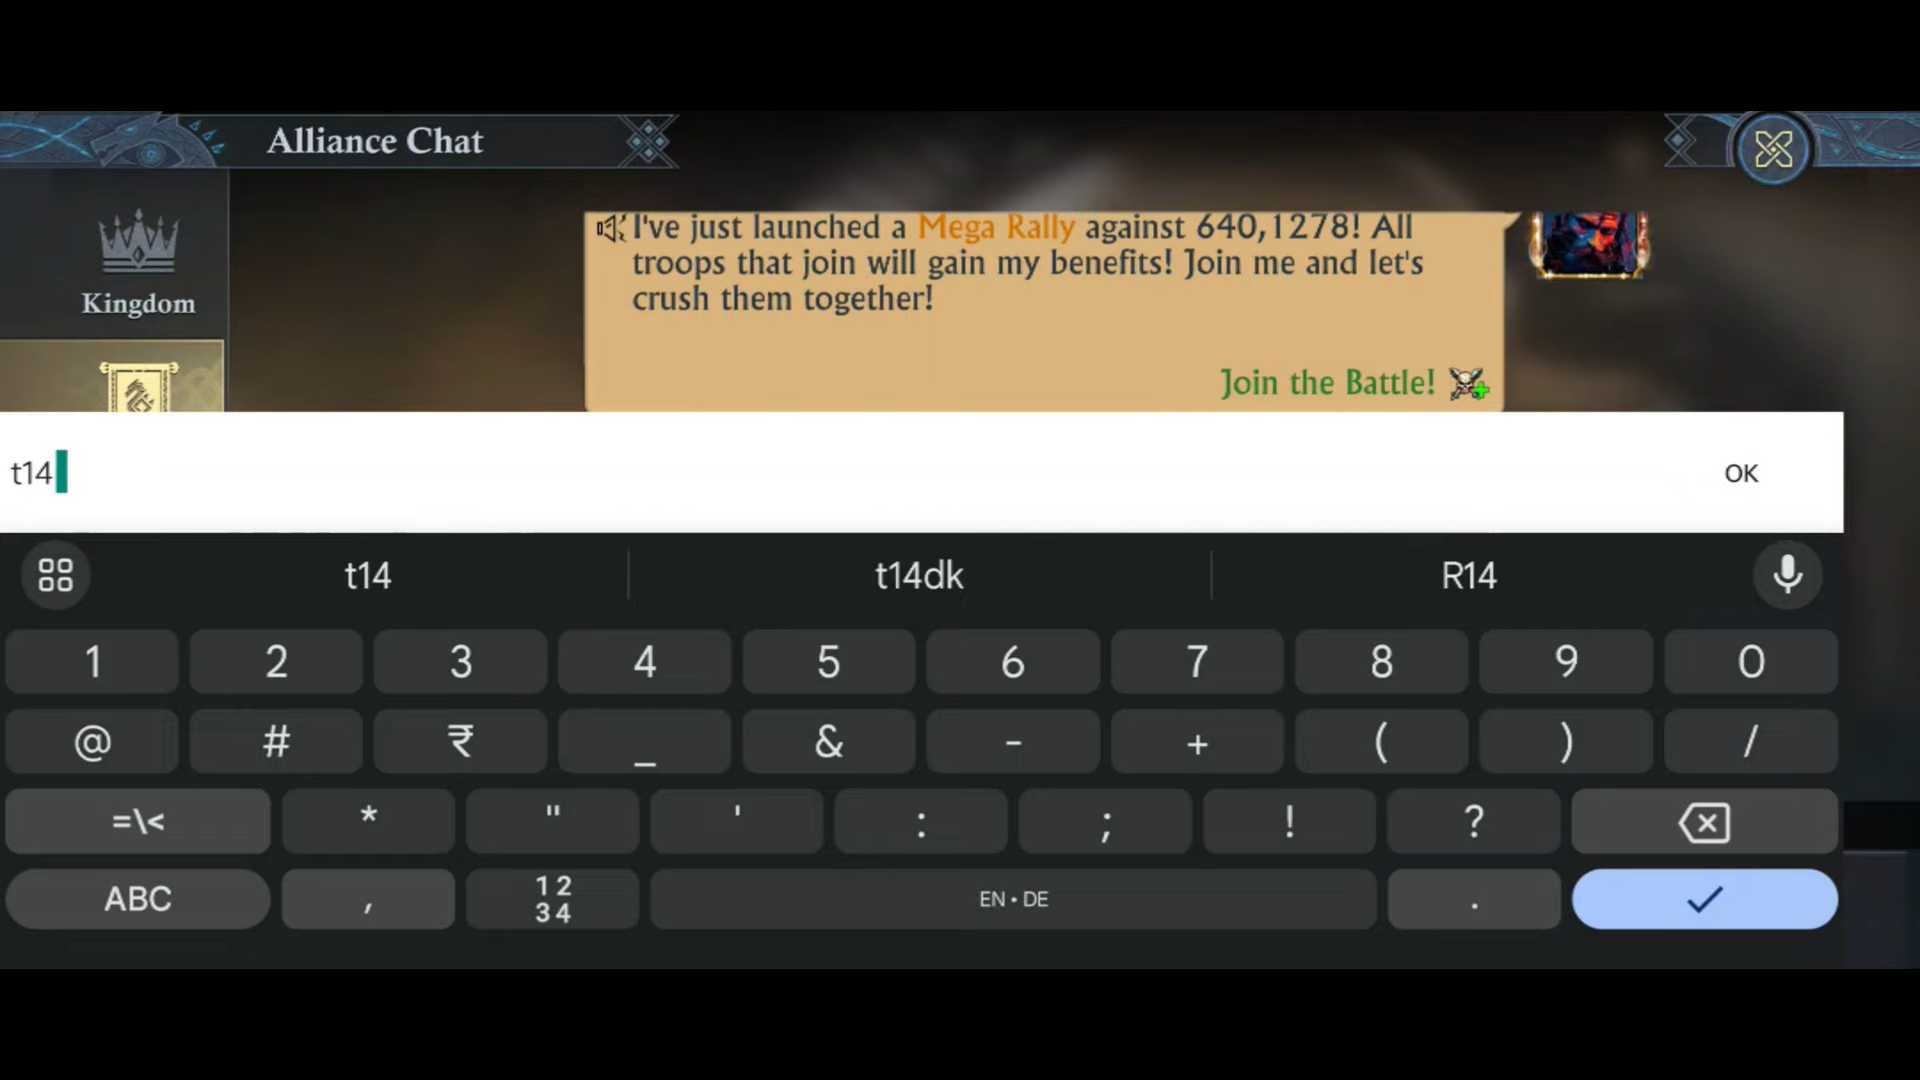 Alliance Chat
Kingdom
I've just launched a Mega Rally against 640,1278! All
troops that join will gain my benefits! Join me and let's
crush them together!
Join the Battle!
t14
OK
t14 t14dk R14
1 2 3 4 5 6 7 8 9 0
@ # ₹ _ & - + ( ) /
=\< * " ' : ; ! ?
ABC , 12 EN • DE .
34